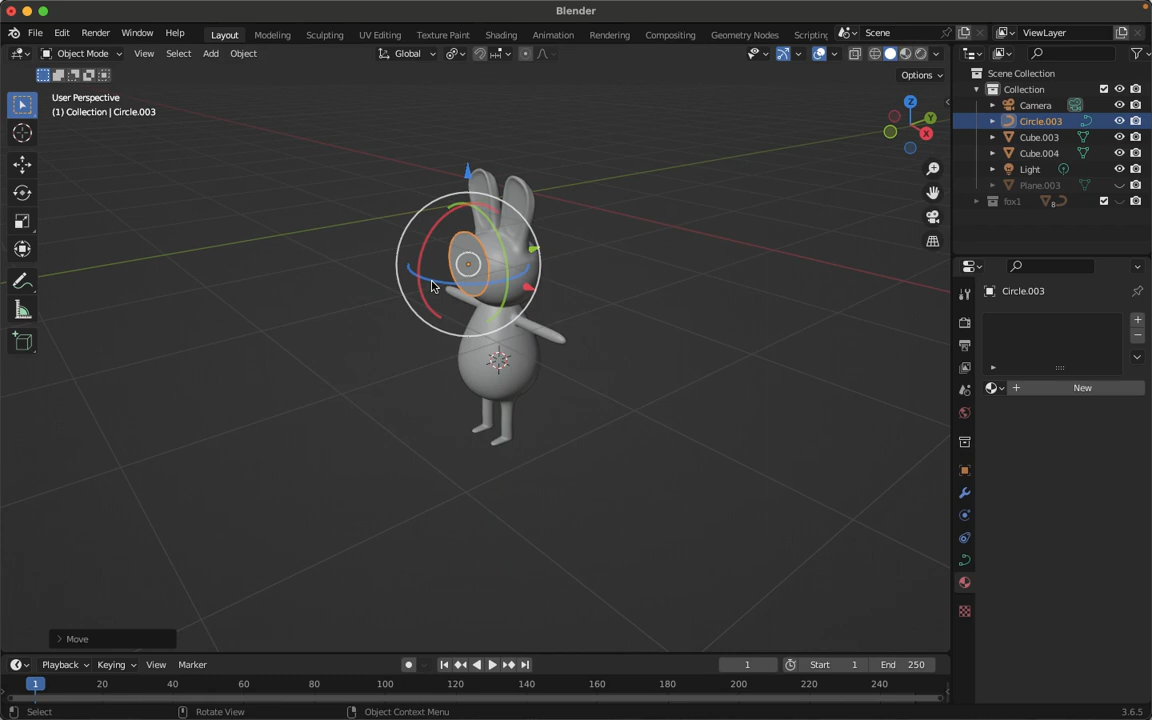 Blender
File Edit Render Window Help Layout Modeling Sculpting UV Editing Texture Paint Shading Animation Rendering Compositing Geometry Nodes Scripting Scene ViewLayer
Object Mode View Select Add Object Global
Options
User Perspective
(1) Collection | Circle.003
Z
Y
X
Scene Collection
Collection
Camera
Circle.003
Cube.003
Cube.004
Light
Plane.003
fox1 8
Circle.003
New
Move
Playback Keying View Marker 1 Start 1 End 250
1 20 40 60 80 100 120 140 160 180 200 220 240
Select Rotate View Object Context Menu 3.6.5